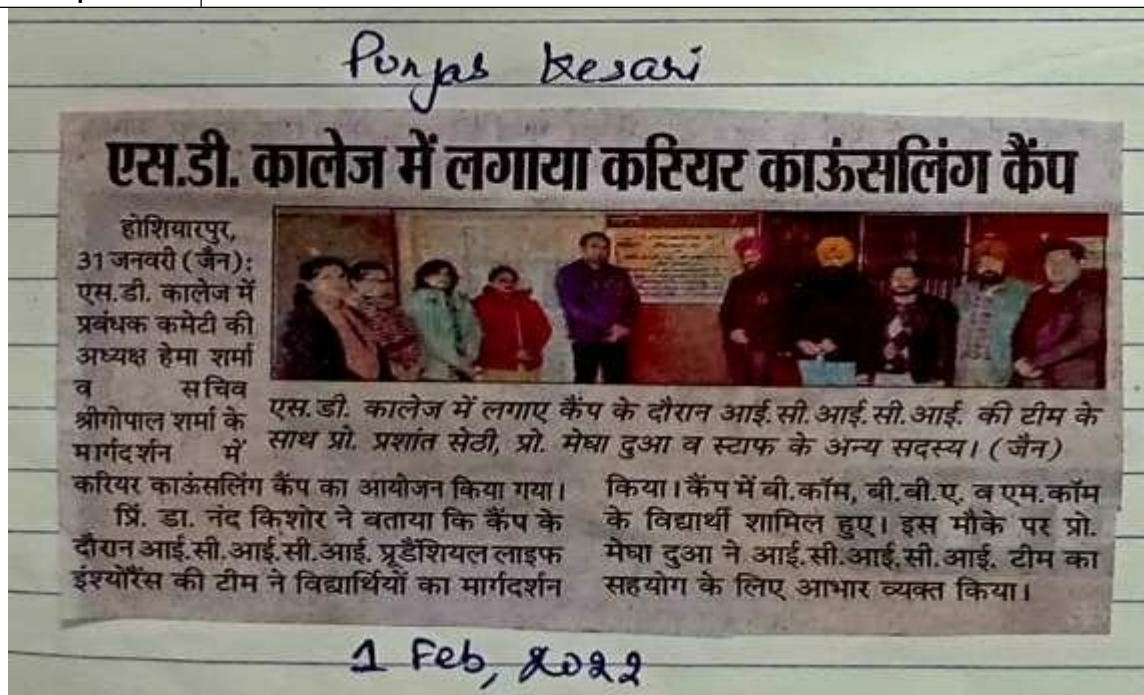 Punjab Kesari
एस.डी. कालेज में लगाया करियर काऊंसलिंग कैंप
होशियारपुर,
31 जनवरी (जैन):
एस.डी. कालेज में
प्रबंधक कमेटी की
अध्यक्ष हेमा शर्मा
व सचिव
श्रीगोपाल शर्मा के
मार्गदर्शन में
करियर काऊंसलिंग कैंप का आयोजन किया गया।
प्रिं. डा. नंद किशोर ने बताया कि कैंप के
दौरान आई.सी.आई.सी.आई. प्रूडैंशियल लाइफ
इंश्योरैंस की टीम ने विद्यार्थियों का मार्गदर्शन
एस.डी. कालेज में लगाए कैंप के दौरान आई.सी.आई.सी.आई. की टीम के
साथ प्रो. प्रशांत सेठी, प्रो. मेघा दुआ व स्टाफ के अन्य सदस्य। (जैन)
किया। कैंप में बी.कॉम, बी.बी.ए. व एम.कॉम
के विद्यार्थी शामिल हुए। इस मौके पर प्रो.
मेघा दुआ ने आई.सी.आई.सी.आई. टीम का
सहयोग के लिए आभार व्यक्त किया।
1 Feb, 2022